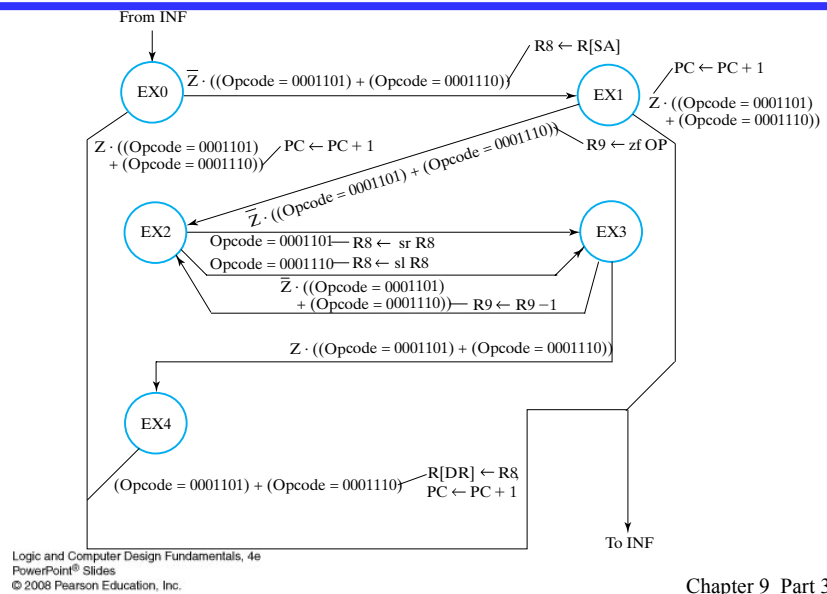 From INF
R8 ← R[SA]
Z̅ · ((Opcode = 0001101) + (Opcode = 0001110))
PC ← PC + 1
EX0
EX1
Z · ((Opcode = 0001101)
+ (Opcode = 0001110))
Z · ((Opcode = 0001101)
+ (Opcode = 0001110))
PC ← PC + 1
Z̅ · ((Opcode = 0001101) + (Opcode = 0001110))
R9 ← zf OP
EX2
EX3
Opcode = 0001101
R8 ← sr R8
Opcode = 0001110
R8 ← sl R8
Z̅ · ((Opcode = 0001101)
+ (Opcode = 0001110))
R9 ← R9 − 1
Z · ((Opcode = 0001101) + (Opcode = 0001110))
EX4
(Opcode = 0001101) + (Opcode = 0001110)
R[DR] ← R8,
PC ← PC + 1
To INF
Logic and Computer Design Fundamentals, 4e
PowerPoint® Slides
© 2008 Pearson Education, Inc.
Chapter 9 Part 3